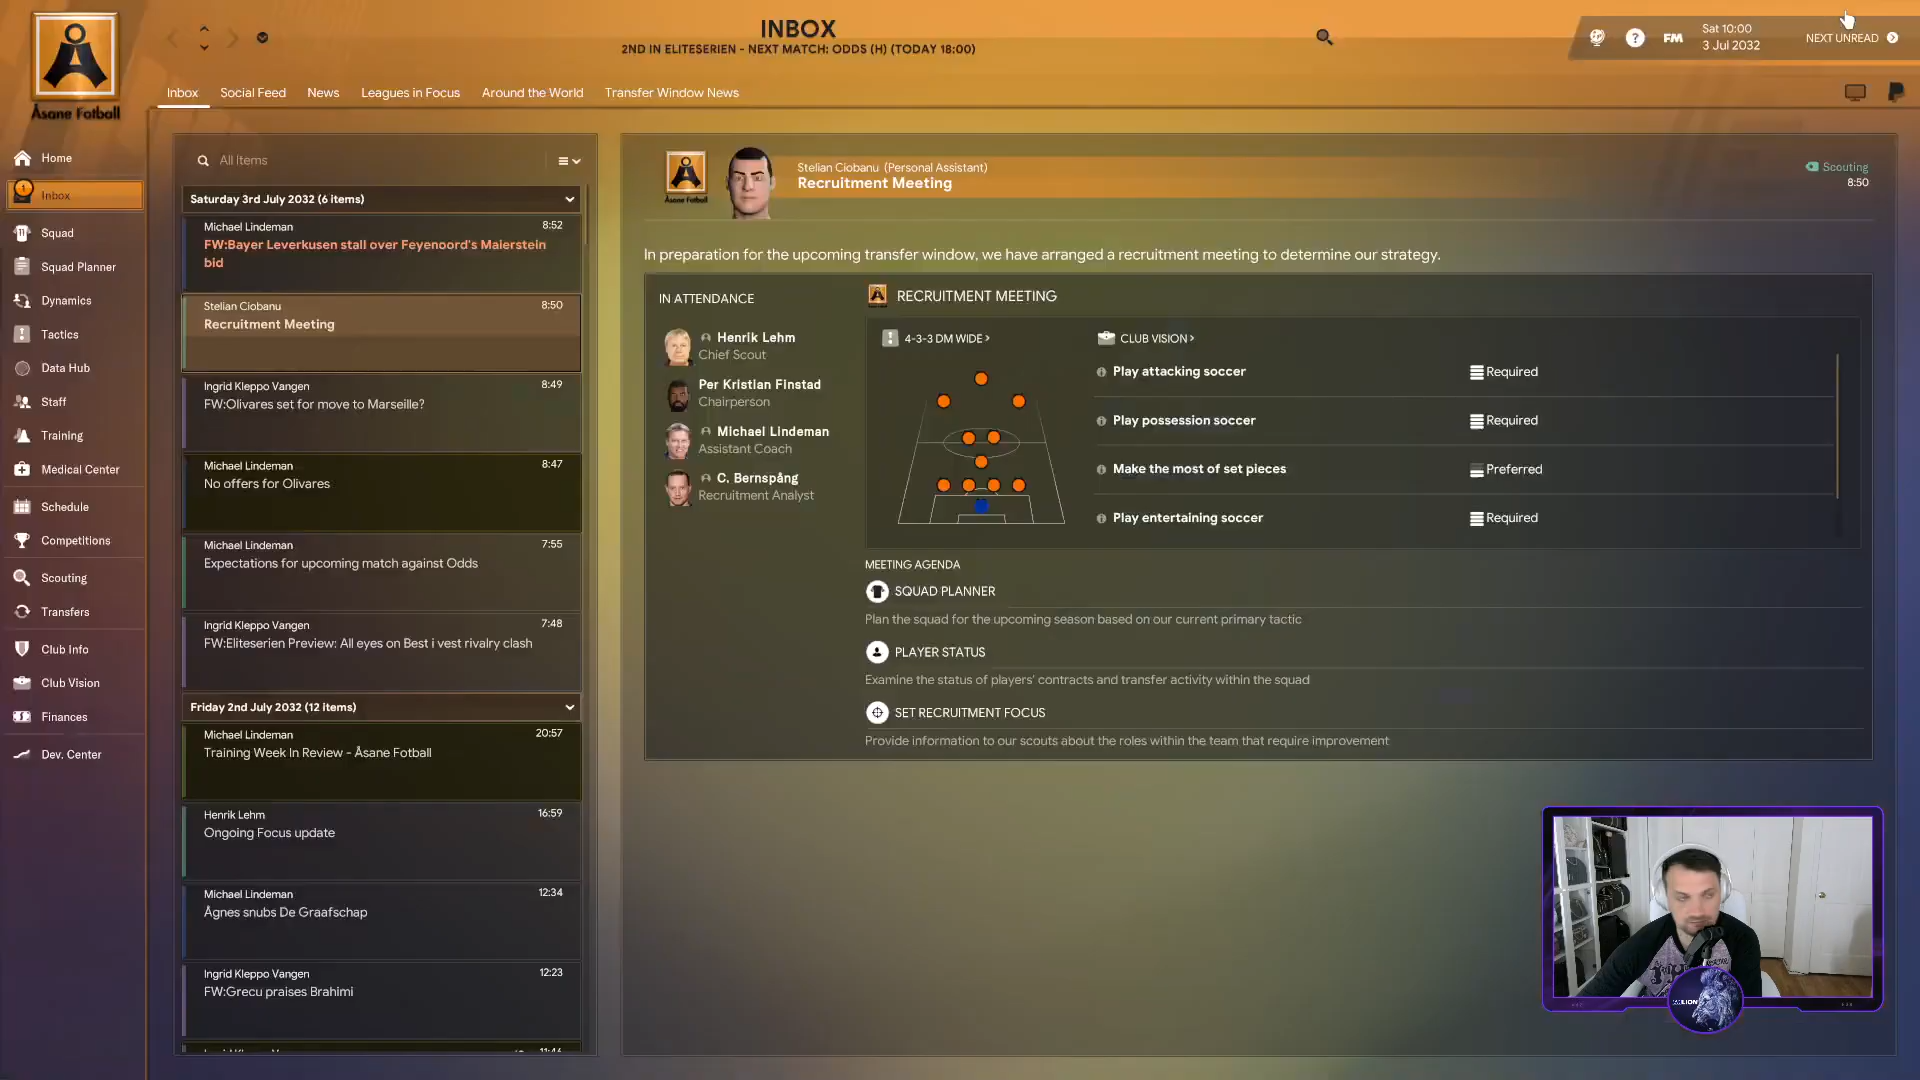 INBOX
2ND IN ELITESERIEN - NEXT MATCH: ODDS (H) (TODAY 18:00)
FM
Sat 10:00
3 Jul 2032
NEXT UNREAD
Åsane Fotball
Inbox
Social Feed
News
Leagues in Focus
Around the World
Transfer Window News
Home
1
Inbox
Squad
Squad Planner
Dynamics
Tactics
Data Hub
Staff
Training
Medical Center
Schedule
Competitions
Scouting
Transfers
Club Info
Club Vision
Finances
Dev. Center
All Items
Saturday 3rd July 2032 (6 items)
Michael Lindeman 8:52
FW:Bayer Leverkusen stall over Feyenoord's Maierstein
bid
Stelian Ciobanu 8:50
Recruitment Meeting
Ingrid Kleppo Vangen 8:49
FW:Olivares set for move to Marseille?
Michael Lindeman 8:47
No offers for Olivares
Michael Lindeman 7:55
Expectations for upcoming match against Odds
Ingrid Kleppo Vangen 7:48
FW:Eliteserien Preview: All eyes on Best i vest rivalry clash
Friday 2nd July 2032 (12 items)
Michael Lindeman 20:57
Training Week In Review - Åsane Fotball
Henrik Lehm 16:59
Ongoing Focus update
Michael Lindeman 12:34
Ågnes snubs De Graafschap
Ingrid Kleppo Vangen 12:23
FW:Grecu praises Brahimi
Åsane Fotball
Stelian Ciobanu (Personal Assistant)
Recruitment Meeting
Scouting
8:50
In preparation for the upcoming transfer window, we have arranged a recruitment meeting to determine our strategy.
IN ATTENDANCE
Henrik Lehm
Chief Scout
Per Kristian Finstad
Chairperson
Michael Lindeman
Assistant Coach
C. Bernspång
Recruitment Analyst
RECRUITMENT MEETING
4-3-3 DM WIDE >
CLUB VISION >
Play attacking soccer Required
Play possession soccer Required
Make the most of set pieces Preferred
Play entertaining soccer Required
MEETING AGENDA
SQUAD PLANNER
Plan the squad for the upcoming season based on our current primary tactic
PLAYER STATUS
Examine the status of players' contracts and transfer activity within the squad
SET RECRUITMENT FOCUS
Provide information to our scouts about the roles within the team that require improvement